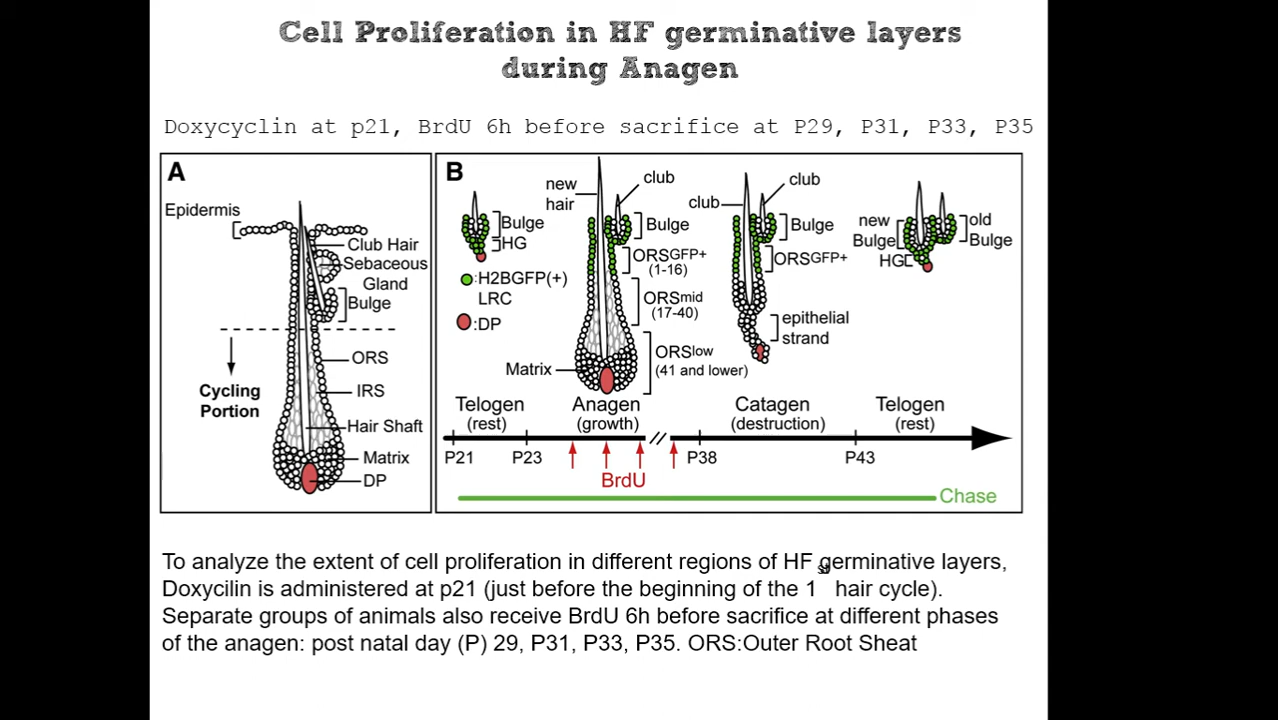 Cell Proliferation in HF germinative layers
during Anagen
Doxycyclin at p21, BrdU 6h before sacrifice at P29, P31, P33, P35
A
Epidermis
Club Hair
Sebaceous
Gland
Bulge
Cycling
Portion
ORS
IRS
Hair Shaft
Matrix
DP
B
Bulge
HG
:H2BGFP(+)
LRC
:DP
new
hair
club
Bulge
ORSGFP+
(1-16)
ORSmid
(17-40)
ORSlow
(41 and lower)
Matrix
club
club
Bulge
ORSGFP+
epithelial
strand
new
Bulge
HG
old
Bulge
Telogen
(rest)
Anagen
(growth)
Catagen
(destruction)
Telogen
(rest)
P21
P23
P38
P43
BrdU
Chase
To analyze the extent of cell proliferation in different regions of HF germinative layers,
Doxycilin is administered at p21 (just before the beginning of the 1st hair cycle).
Separate groups of animals also receive BrdU 6h before sacrifice at different phases
of the anagen: post natal day (P) 29, P31, P33, P35. ORS:Outer Root Sheat